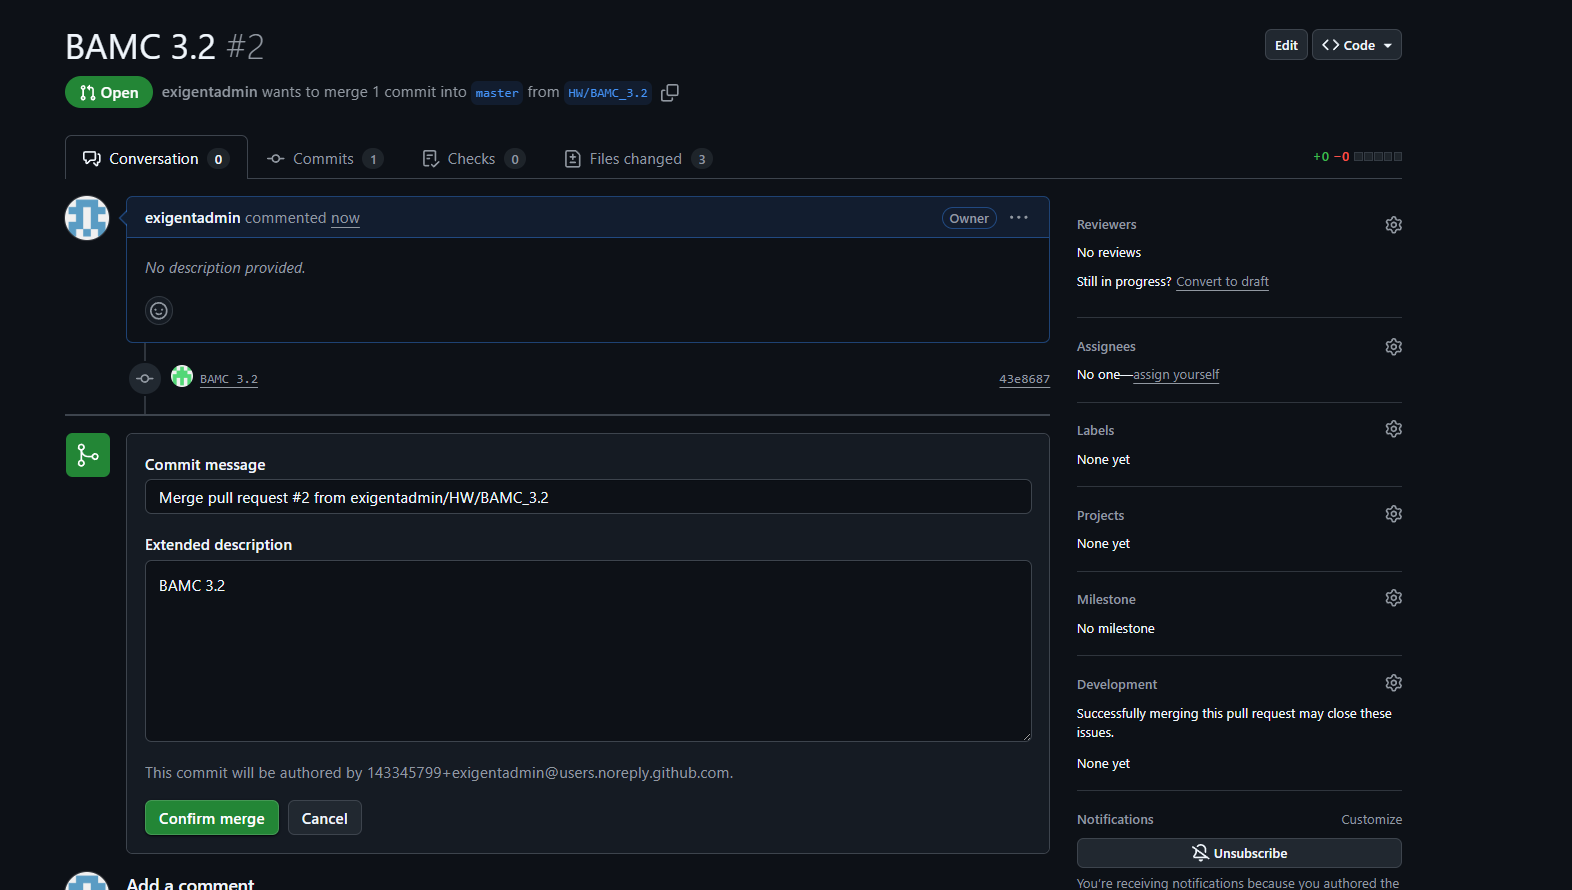 BAMC 3.2 #2
Edit
<> Code
Open
exigentadmin wants to merge 1 commit into master from HW/BAMC_3.2
Conversation 0
Commits 1
Checks 0
Files changed 3
+0 −0
exigentadmin commented now
Owner
No description provided.
BAMC 3.2
43e8687
Commit message
Merge pull request #2 from exigentadmin/HW/BAMC_3.2
Extended description
BAMC 3.2
This commit will be authored by 143345799+exigentadmin@users.noreply.github.com.
Confirm merge
Cancel
Add a comment
Reviewers
No reviews
Still in progress? Convert to draft
Assignees
No one—assign yourself
Labels
None yet
Projects
None yet
Milestone
No milestone
Development
Successfully merging this pull request may close these
issues.
None yet
Notifications
Customize
Unsubscribe
You're receiving notifications because you authored the